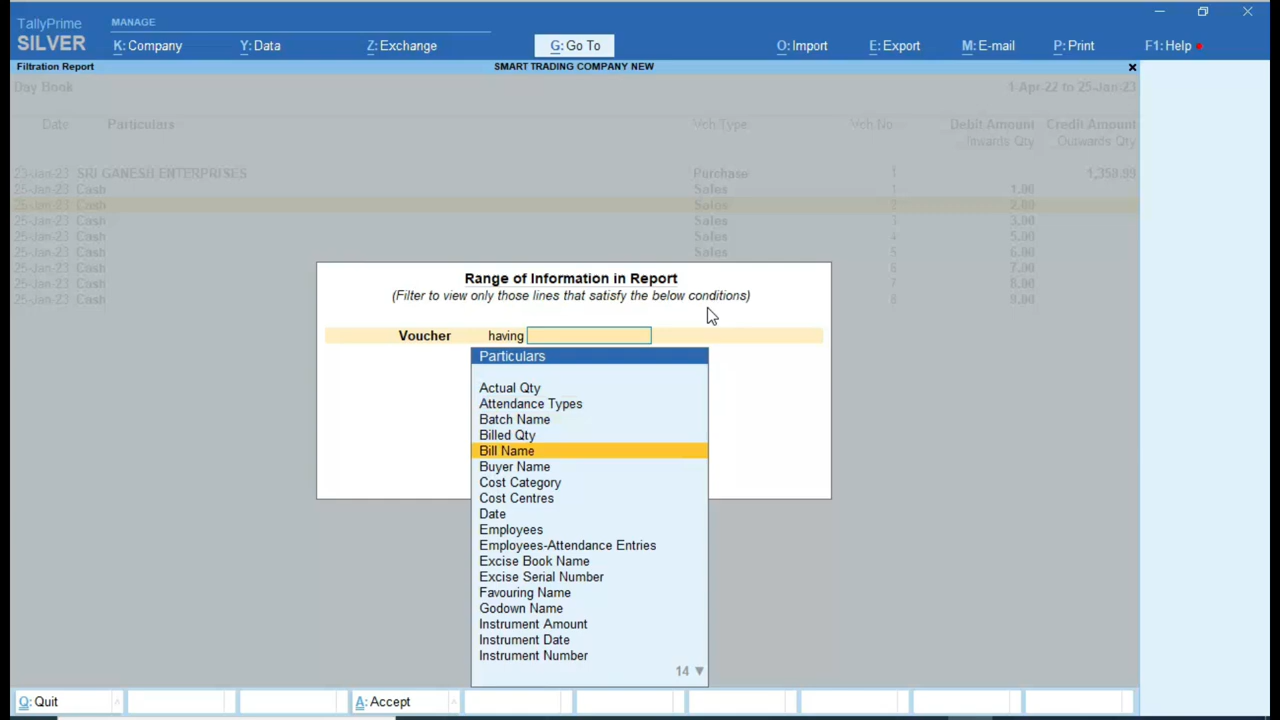 TallyPrime
MANAGE
SILVER
K: Company
Y: Data
Z: Exchange
G: Go To
O: Import
E: Export
M: E-mail
P: Print
F1: Help
Filtration Report
SMART TRADING COMPANY NEW
Day Book
1-Apr-22 to 25-Jan-23
Date
Particulars
Vch Type
Vch No.
Debit Amount
Credit Amount
Inwards Qty
Outwards Qty
23-Jan-23 SRI GANESH ENTERPRISES Purchase 1 1,358.99
25-Jan-23 Cash Sales 1 1.00
25-Jan-23 Cash Sales 2 2.00
25-Jan-23 Cash Sales 3 3.00
25-Jan-23 Cash Sales 4 5.00
25-Jan-23 Cash Sales 5 6.00
25-Jan-23 Cash 6 7.00
25-Jan-23 Cash 7 8.00
25-Jan-23 Cash 8 9.00
Range of Information in Report
(Filter to view only those lines that satisfy the below conditions)
Voucher having
Particulars
Actual Qty
Attendance Types
Batch Name
Billed Qty
Bill Name
Buyer Name
Cost Category
Cost Centres
Date
Employees
Employees-Attendance Entries
Excise Book Name
Excise Serial Number
Favouring Name
Godown Name
Instrument Amount
Instrument Date
Instrument Number
14 ▼
Q: Quit
A: Accept